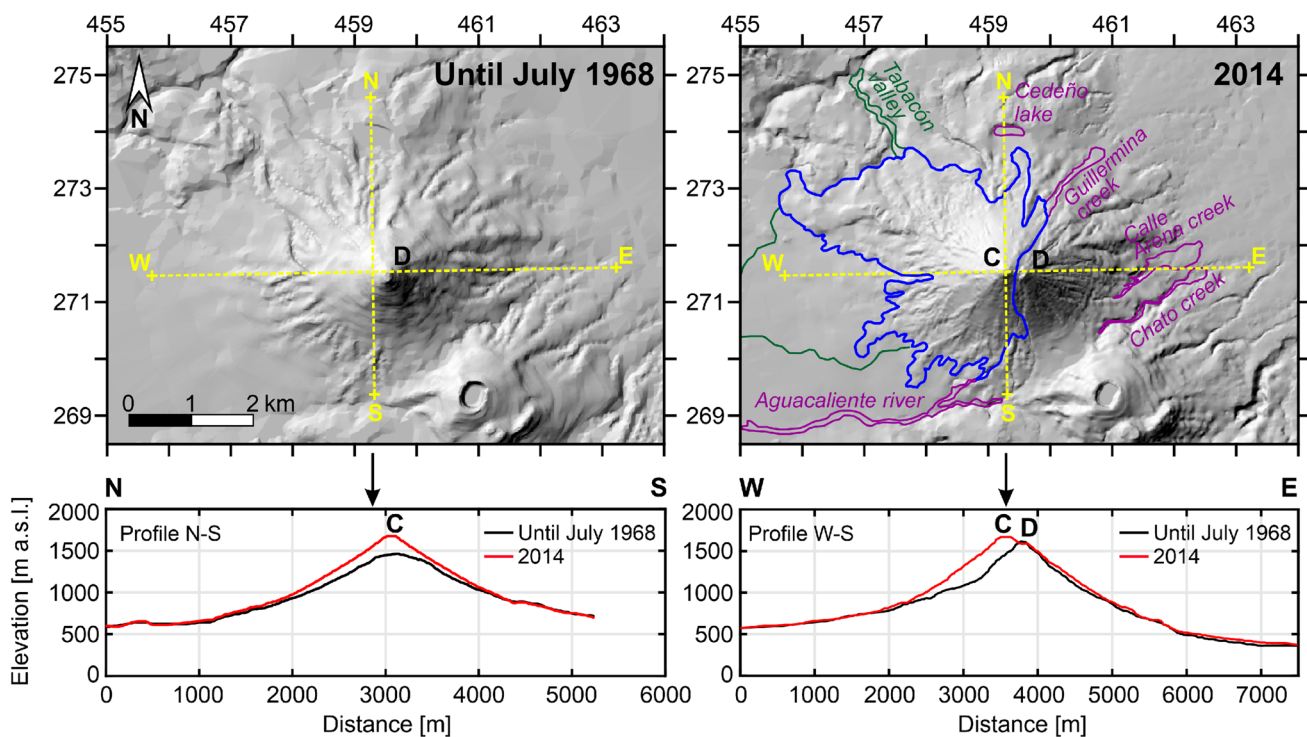 455 457 459 461 463
455 457 459 461 463
275
273
271
269
N
Until July 1968
N
W
D
E
S
0 1 2 km
275
273
271
269
2014
Tabacón
valley
N
Cedeño
lake
Guillermina
creek
Calle
Arena creek
W
C
D
E
Chato creek
Aguacaliente river
S
N S
Profile N-S
C
Until July 1968
2014
Elevation [m a.s.l.]
2000
1500
1000
500
0
0 1000 2000 3000 4000 5000 6000
Distance [m]
W E
Profile W-S
C D
Until July 1968
2014
2000
1500
1000
500
0
0 1000 2000 3000 4000 5000 6000 7000
Distance [m]